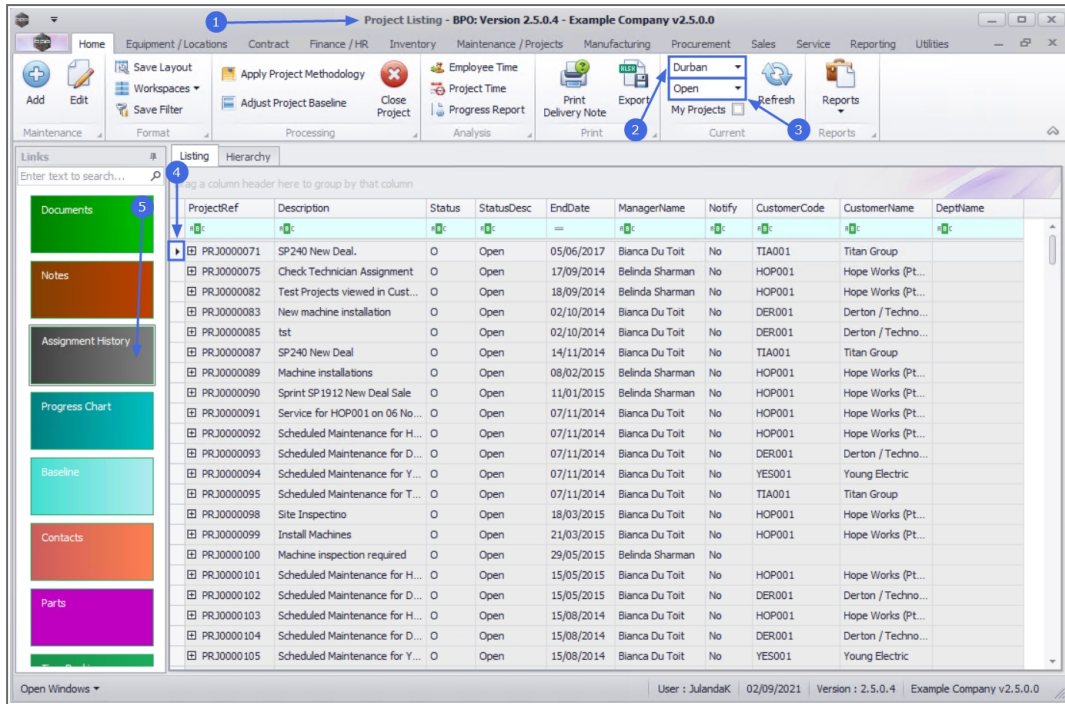 1
Project Listing - BPO: Version 2.5.0.4 - Example Company v2.5.0.0
Home Equipment / Locations Contract Finance / HR Inventory Maintenance / Projects Manufacturing Procurement Sales Service Reporting Utilities
Add
Edit
Maintenance
Save Layout
Workspaces
Save Filter
Format
Apply Project Methodology
Adjust Project Baseline
Close Project
Processing
Employee Time
Project Time
Progress Report
Analysis
Print Delivery Note
Export
Print
2
Durban
Open
My Projects
Refresh
Current
3
Reports
Reports
Links
Enter text to search...
4
5
Documents
Notes
Assignment History
Progress Chart
Baseline
Contacts
Parts
Listing Hierarchy
Drag a column header here to group by that column
ProjectRef Description Status StatusDesc EndDate ManagerName Notify CustomerCode CustomerName DeptName
PRJ0000071 SP240 New Deal. O Open 05/06/2017 Bianca Du Toit No TIA001 Titan Group
PRJ0000075 Check Technician Assignment O Open 17/09/2014 Belinda Sharman No HOP001 Hope Works (Pt...
PRJ0000082 Test Projects viewed in Cust... O Open 18/09/2014 Belinda Sharman No HOP001 Hope Works (Pt...
PRJ0000083 New machine installation O Open 02/10/2014 Bianca Du Toit No DER001 Derton / Techno...
PRJ0000085 tst O Open 02/10/2014 Bianca Du Toit No DER001 Derton / Techno...
PRJ0000087 SP240 New Deal O Open 14/11/2014 Bianca Du Toit No TIA001 Titan Group
PRJ0000089 Machine installations O Open 08/02/2015 Bianca Du Toit No HOP001 Hope Works (Pt...
PRJ0000090 Sprint SP1912 New Deal Sale O Open 11/01/2015 Belinda Sharman No HOP001 Hope Works (Pt...
PRJ0000091 Service for HOP001 on 06 No... O Open 07/11/2014 Bianca Du Toit No HOP001 Hope Works (Pt...
PRJ0000092 Scheduled Maintenance for H... O Open 07/11/2014 Bianca Du Toit No HOP001 Hope Works (Pt...
PRJ0000093 Scheduled Maintenance for D... O Open 07/11/2014 Bianca Du Toit No DER001 Derton / Techno...
PRJ0000094 Scheduled Maintenance for Y... O Open 07/11/2014 Bianca Du Toit No YES001 Young Electric
PRJ0000095 Scheduled Maintenance for T... O Open 07/11/2014 Bianca Du Toit No TIA001 Titan Group
PRJ0000098 Site Inspectino O Open 18/03/2015 Bianca Du Toit No HOP001 Hope Works (Pt...
PRJ0000099 Install Machines O Open 21/03/2015 Bianca Du Toit No HOP001 Hope Works (Pt...
PRJ0000100 Machine inspection required O Open 29/05/2015 Belinda Sharman No
PRJ0000101 Scheduled Maintenance for H... O Open 15/05/2015 Bianca Du Toit No HOP001 Hope Works (Pt...
PRJ0000102 Scheduled Maintenance for D... O Open 15/05/2015 Bianca Du Toit No DER001 Derton / Techno...
PRJ0000103 Scheduled Maintenance for H... O Open 15/08/2014 Bianca Du Toit No HOP001 Hope Works (Pt...
PRJ0000104 Scheduled Maintenance for D... O Open 15/08/2014 Bianca Du Toit No DER001 Derton / Techno...
PRJ0000105 Scheduled Maintenance for Y... O Open 15/08/2014 Bianca Du Toit No YES001 Young Electric
Open Windows
User : JulandaK 02/09/2021 Version : 2.5.0.4 Example Company v2.5.0.0